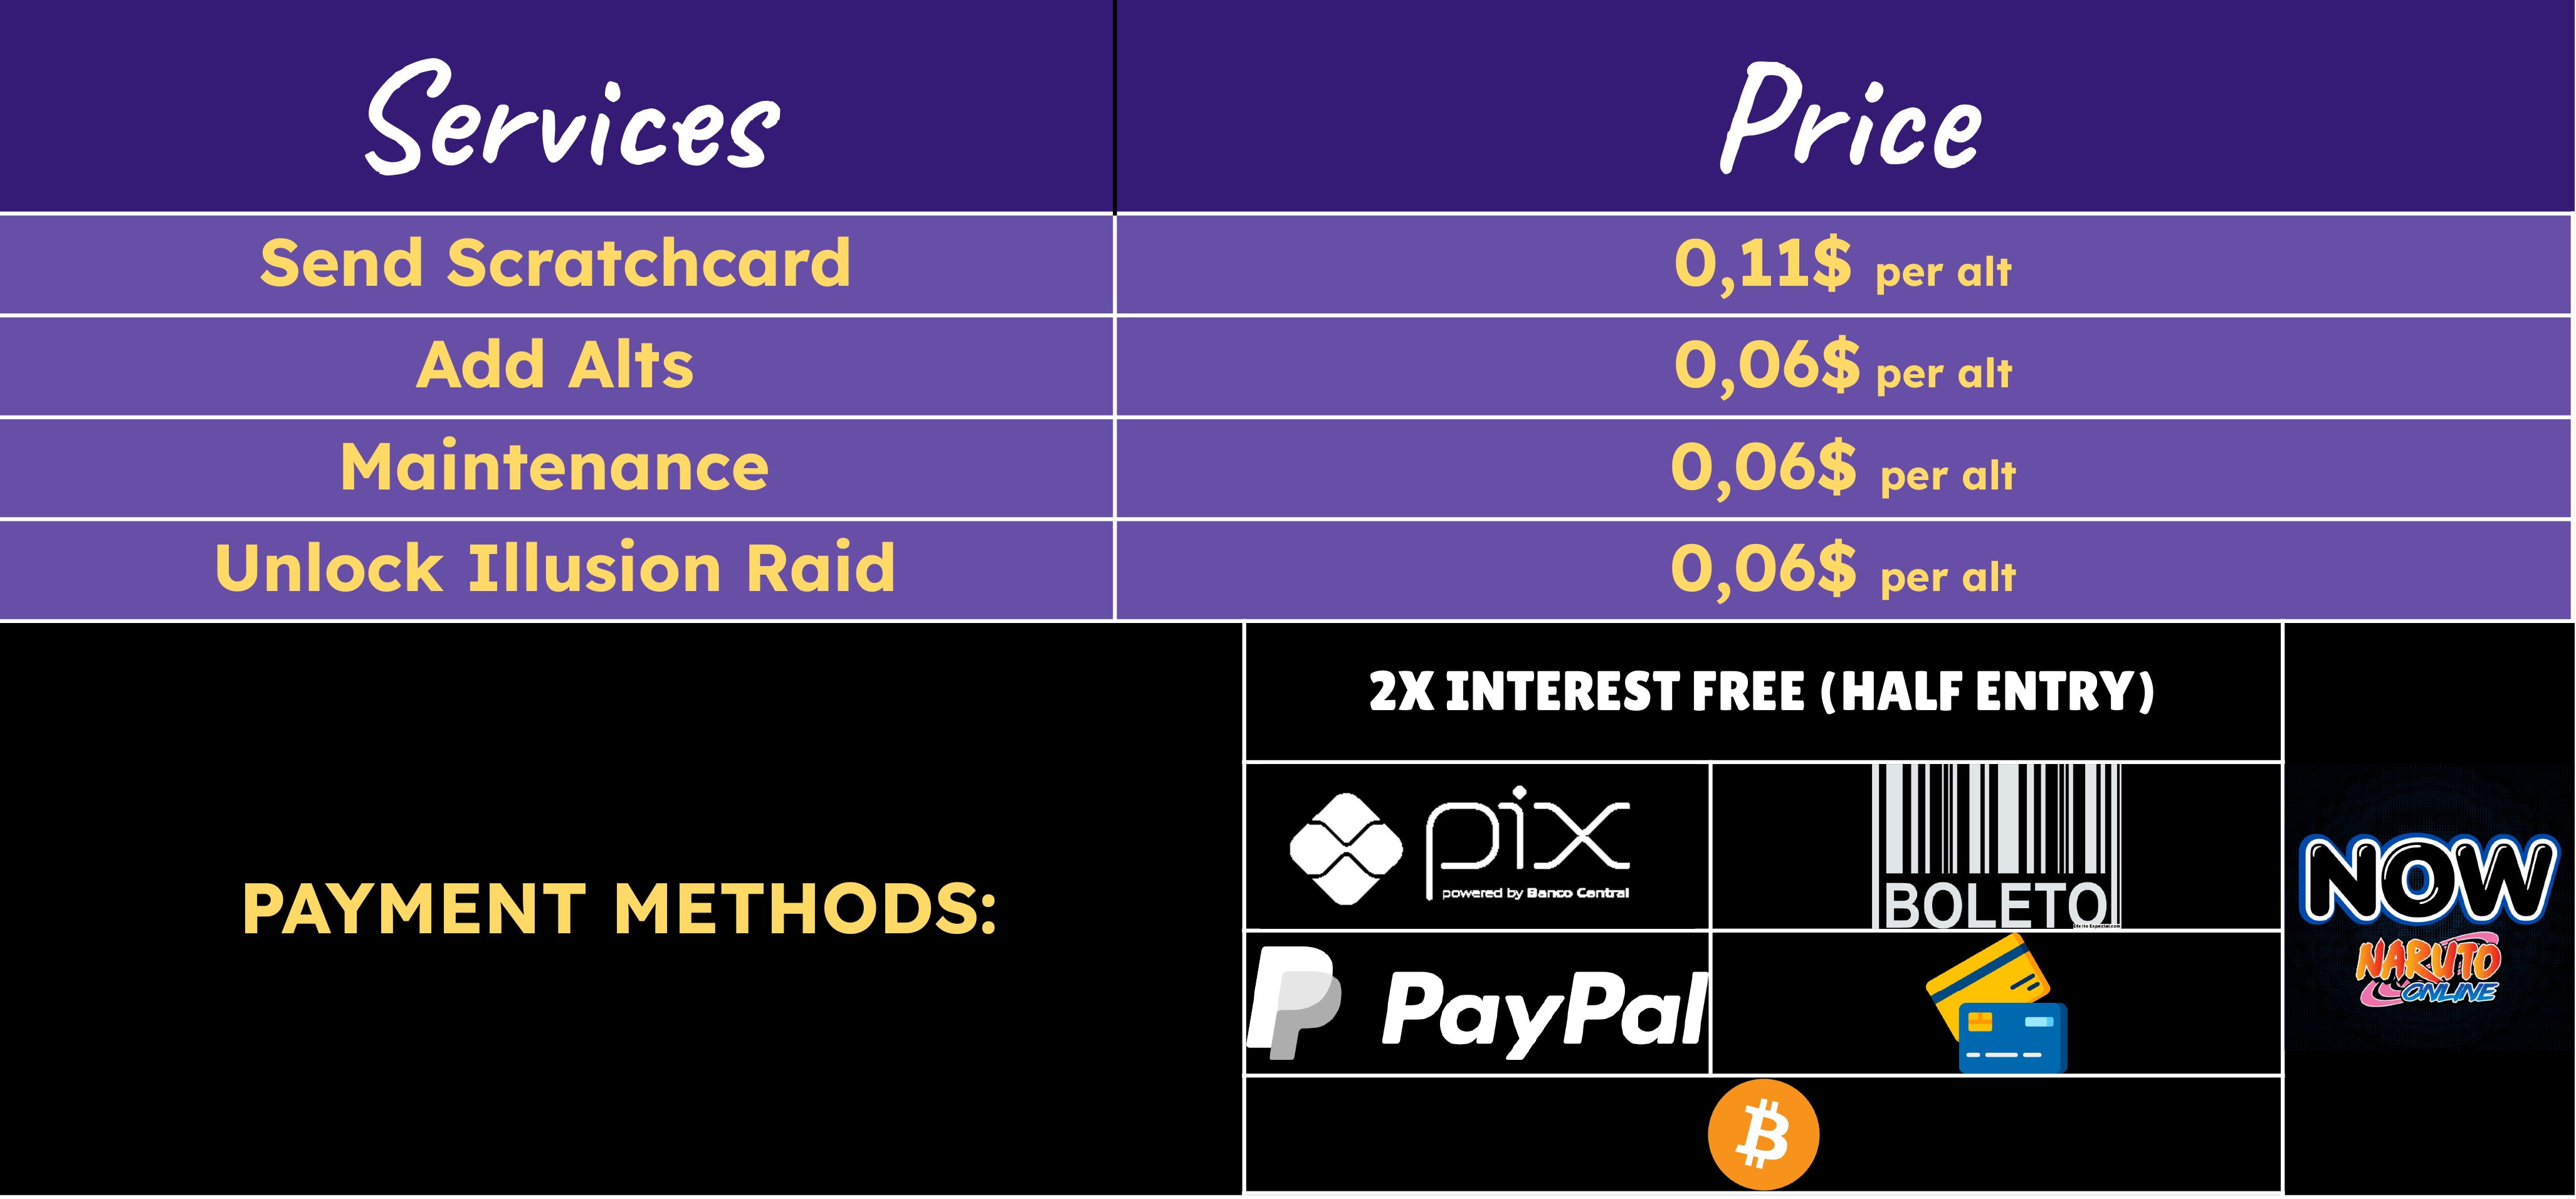 Services
Price
Send Scratchcard
0,11$ per alt
Add Alts
0,06$ per alt
Maintenance
0,06$ per alt
Unlock Illusion Raid
0,06$ per alt
2X INTEREST FREE (HALF ENTRY)
PAYMENT METHODS:
pix
powered by Banco Central
BOLETO
PayPal
NOW
NARUTO
ONLINE